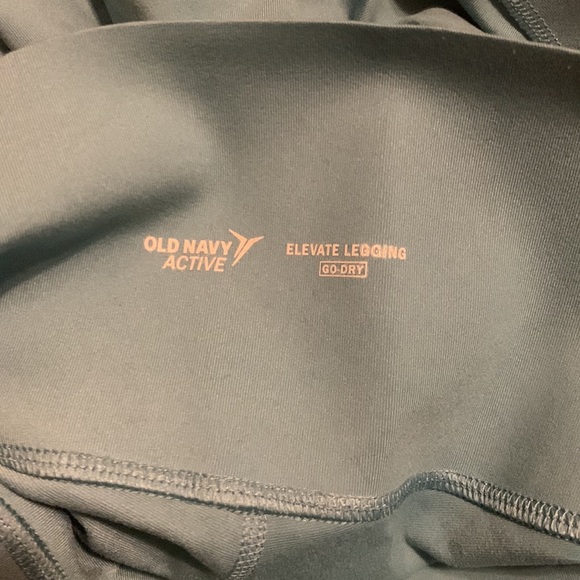 OLD NAVY
ACTIVE
ELEVATE LEGGING
GO-DRY